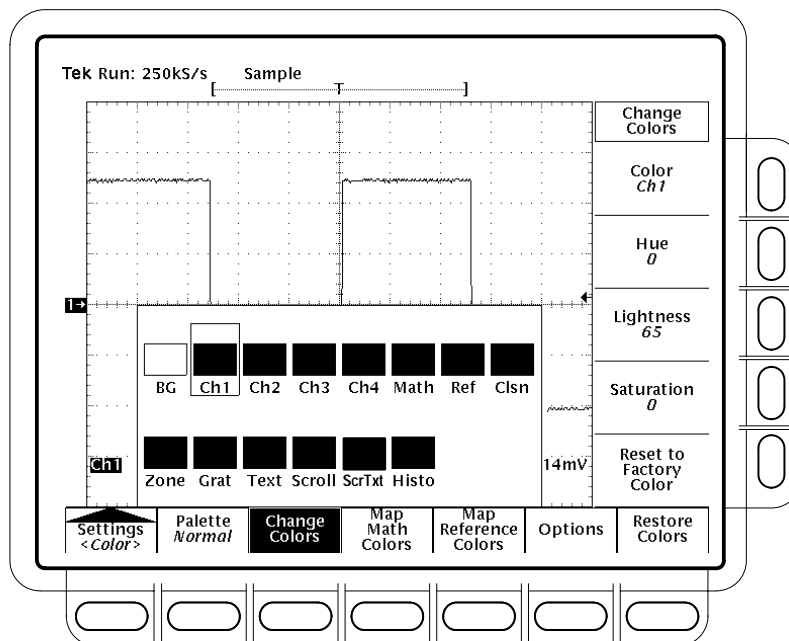 Tek Run: 250kS/s Sample
[ T ]
Change
Colors
Color
Ch1
Hue
0
Lightness
65
Saturation
0
Reset to
Factory
Color
1
BG Ch1 Ch2 Ch3 Ch4 Math Ref Clsn
Zone Grat Text Scroll ScrTxt Histo
Ch1
14mV
Settings
<Color>
Palette
Normal
Change
Colors
Map
Math
Colors
Map
Reference
Colors
Options
Restore
Colors